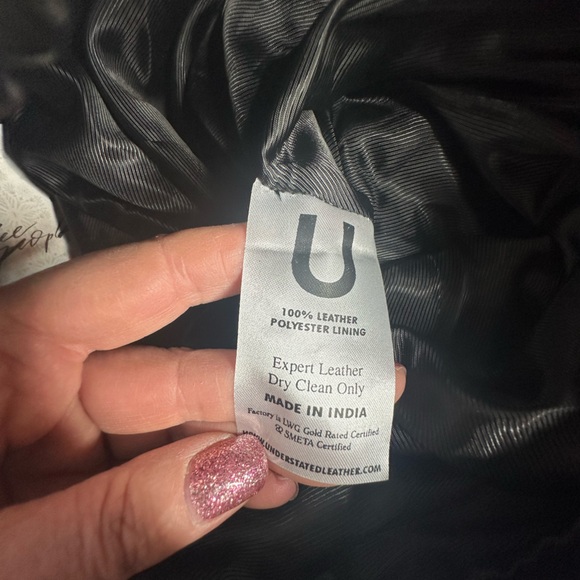 U
100% LEATHER
POLYESTER LINING
Expert Leather
Dry Clean Only
MADE IN INDIA
Factory is LWG Gold Rated Certified
& SMETA Certified
UNDERSTATEDLEATHER.COM